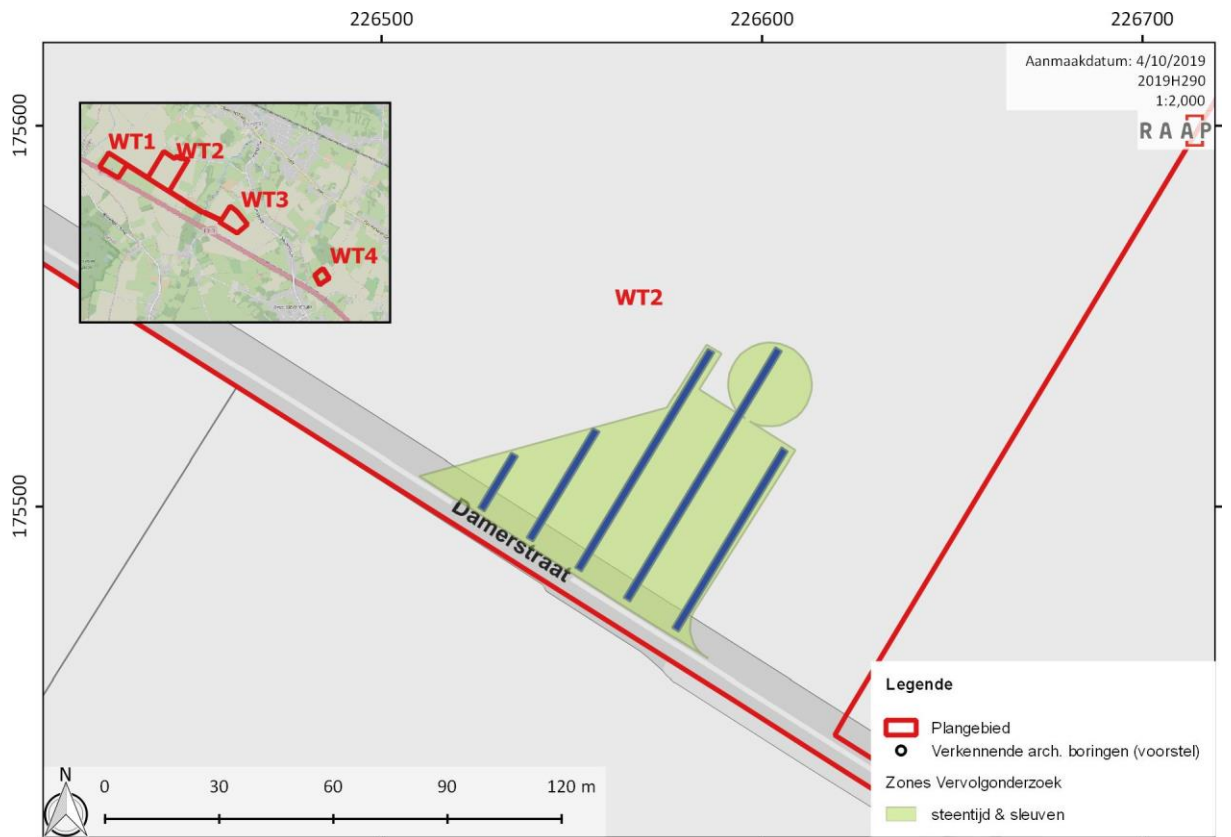 226500
226600
226700
Aanmaakdatum: 4/10/2019
2019H290
1:2,000
RAAP
175600
175500
WT1
WT2
WT3
WT4
WT2
Damerstraat
N
0 30 60 90 120 m
Legende
Plangebied
Verkennende arch. boringen (voorstel)
Zones Vervolgonderzoek
steentijd & sleuven